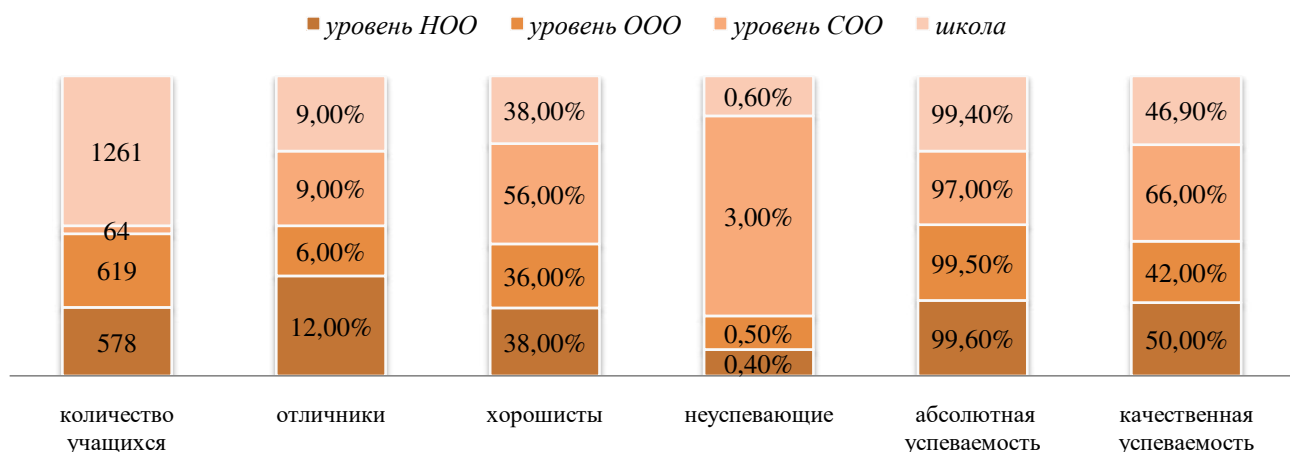 уровень НОО уровень ООО уровень СОО школа
1261 9,00% 38,00% 0,60% 99,40% 46,90%
64 9,00% 56,00% 3,00% 97,00% 66,00%
619 6,00% 36,00% 0,50% 99,50% 42,00%
578 12,00% 38,00% 0,40% 99,60% 50,00%
количество отличники хорошисты неуспевающие абсолютная качественная
учащихся успеваемость успеваемость